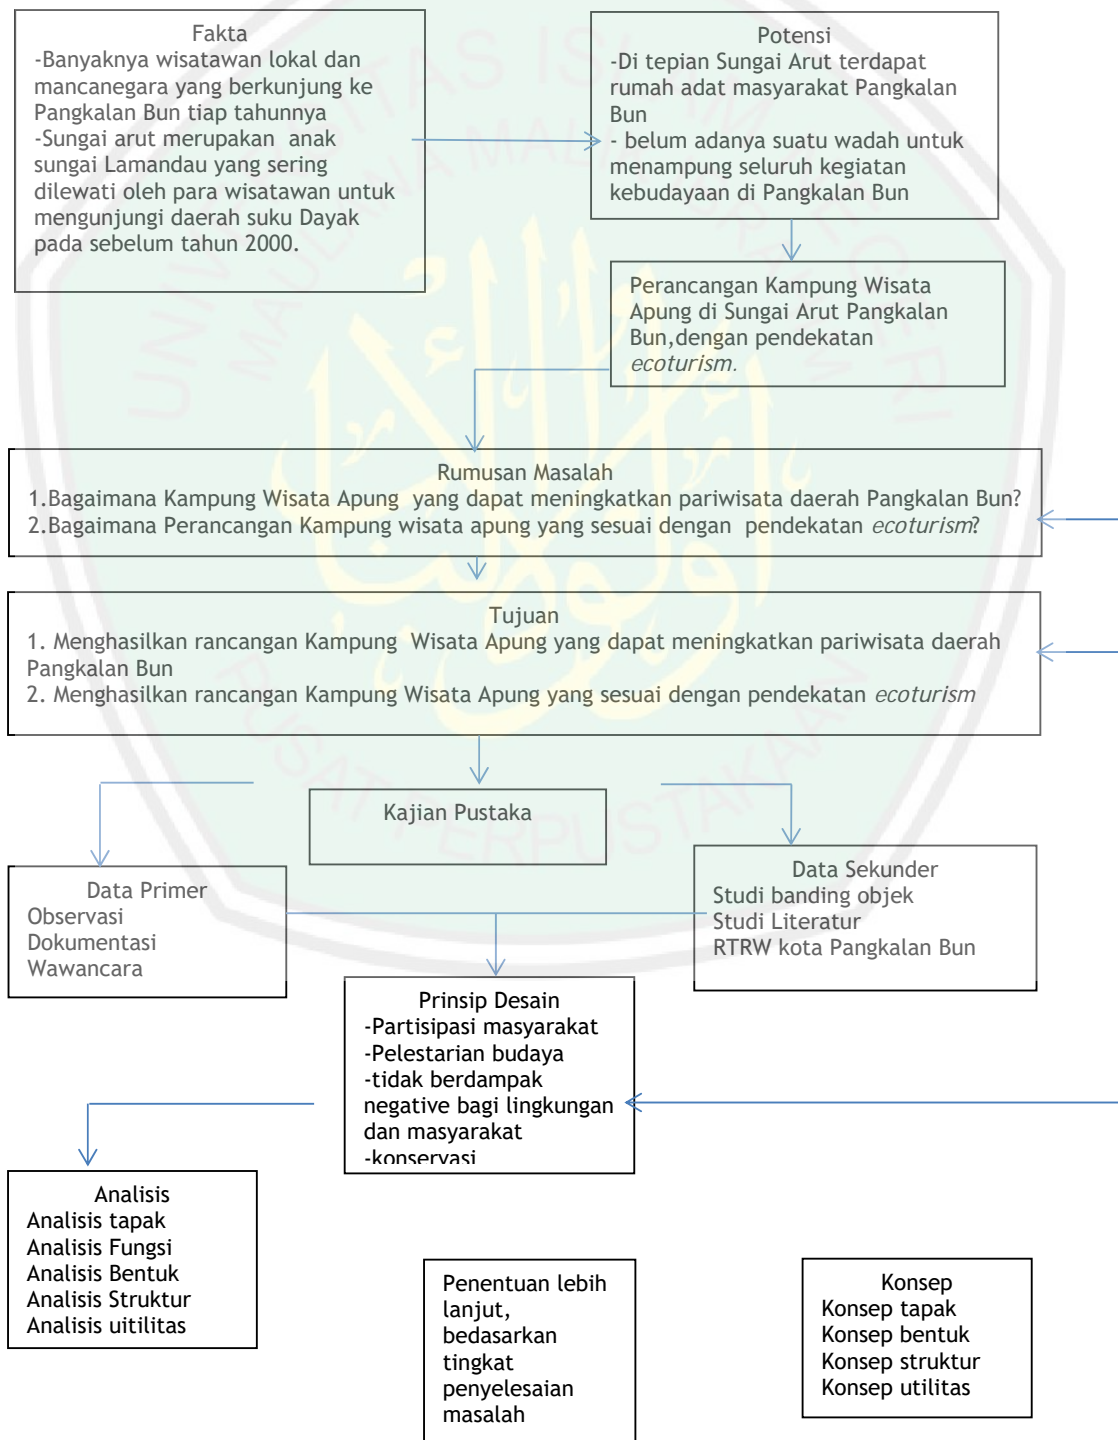 Fakta
-Banyaknya wisatawan lokal dan
mancanegara yang berkunjung ke
Pangkalan Bun tiap tahunnya
-Sungai arut merupakan anak
sungai Lamandau yang sering
dilewati oleh para wisatawan untuk
mengunjungi daerah suku Dayak
pada sebelum tahun 2000.
Potensi
-Di tepian Sungai Arut terdapat
rumah adat masyarakat Pangkalan
Bun
- belum adanya suatu wadah untuk
menampung seluruh kegiatan
kebudayaan di Pangkalan Bun
Perancangan Kampung Wisata
Apung di Sungai Arut Pangkalan
Bun,dengan pendekatan
ecoturism.
Rumusan Masalah
1.Bagaimana Kampung Wisata Apung yang dapat meningkatkan pariwisata daerah Pangkalan Bun?
2.Bagaimana Perancangan Kampung wisata apung yang sesuai dengan pendekatan ecoturism?
Tujuan
1. Menghasilkan rancangan Kampung Wisata Apung yang dapat meningkatkan pariwisata daerah
Pangkalan Bun
2. Menghasilkan rancangan Kampung Wisata Apung yang sesuai dengan pendekatan ecoturism
Kajian Pustaka
Data Primer
Observasi
Dokumentasi
Wawancara
Data Sekunder
Studi banding objek
Studi Literatur
RTRW kota Pangkalan Bun
Prinsip Desain
-Partisipasi masyarakat
-Pelestarian budaya
-tidak berdampak
negative bagi lingkungan
dan masyarakat
-konservasi
Analisis
Analisis tapak
Analisis Fungsi
Analisis Bentuk
Analisis Struktur
Analisis uitilitas
Penentuan lebih
lanjut,
bedasarkan
tingkat
penyelesaian
masalah
Konsep
Konsep tapak
Konsep bentuk
Konsep struktur
Konsep utilitas
PUSAT PERPUSTAKAAN